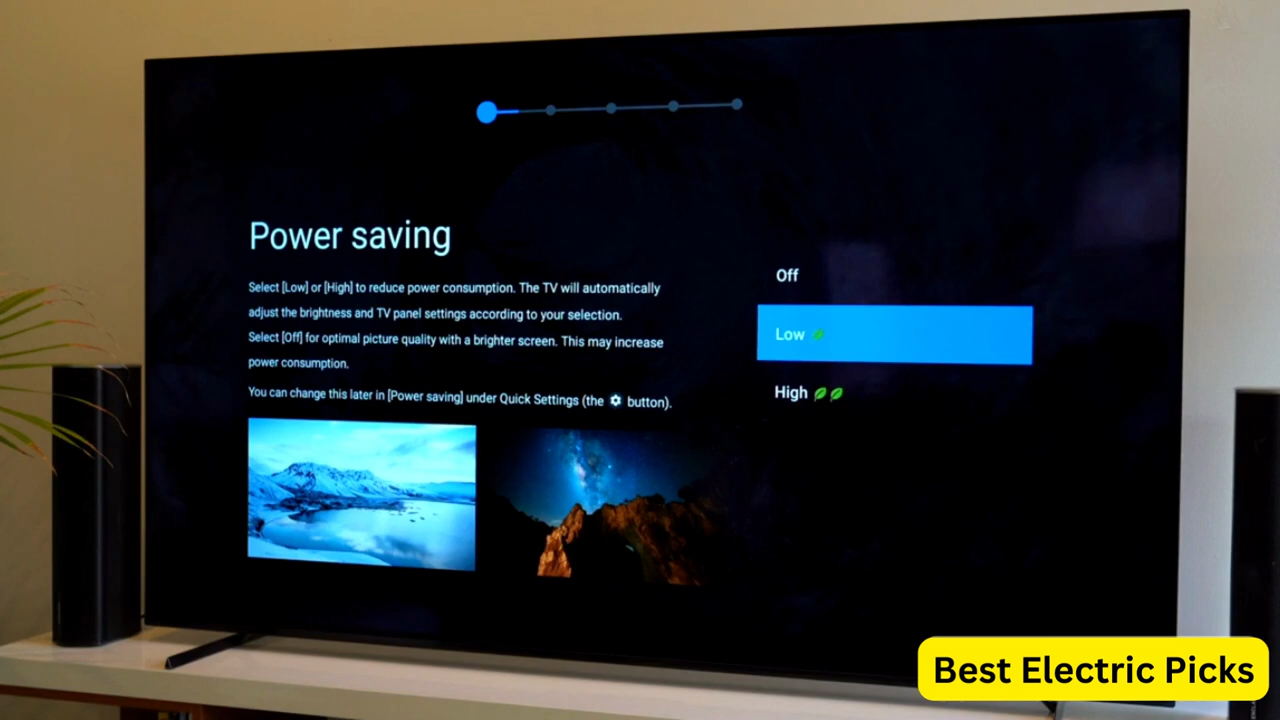 Power saving
Select [Low] or [High] to reduce power consumption. The TV will automatically
adjust the brightness and TV panel settings according to your selection.
Select [Off] for optimal picture quality with a brighter screen. This may increase
power consumption.
You can change this later in [Power saving] under Quick Settings (the button).
Off
Low
High
Best Electric Picks